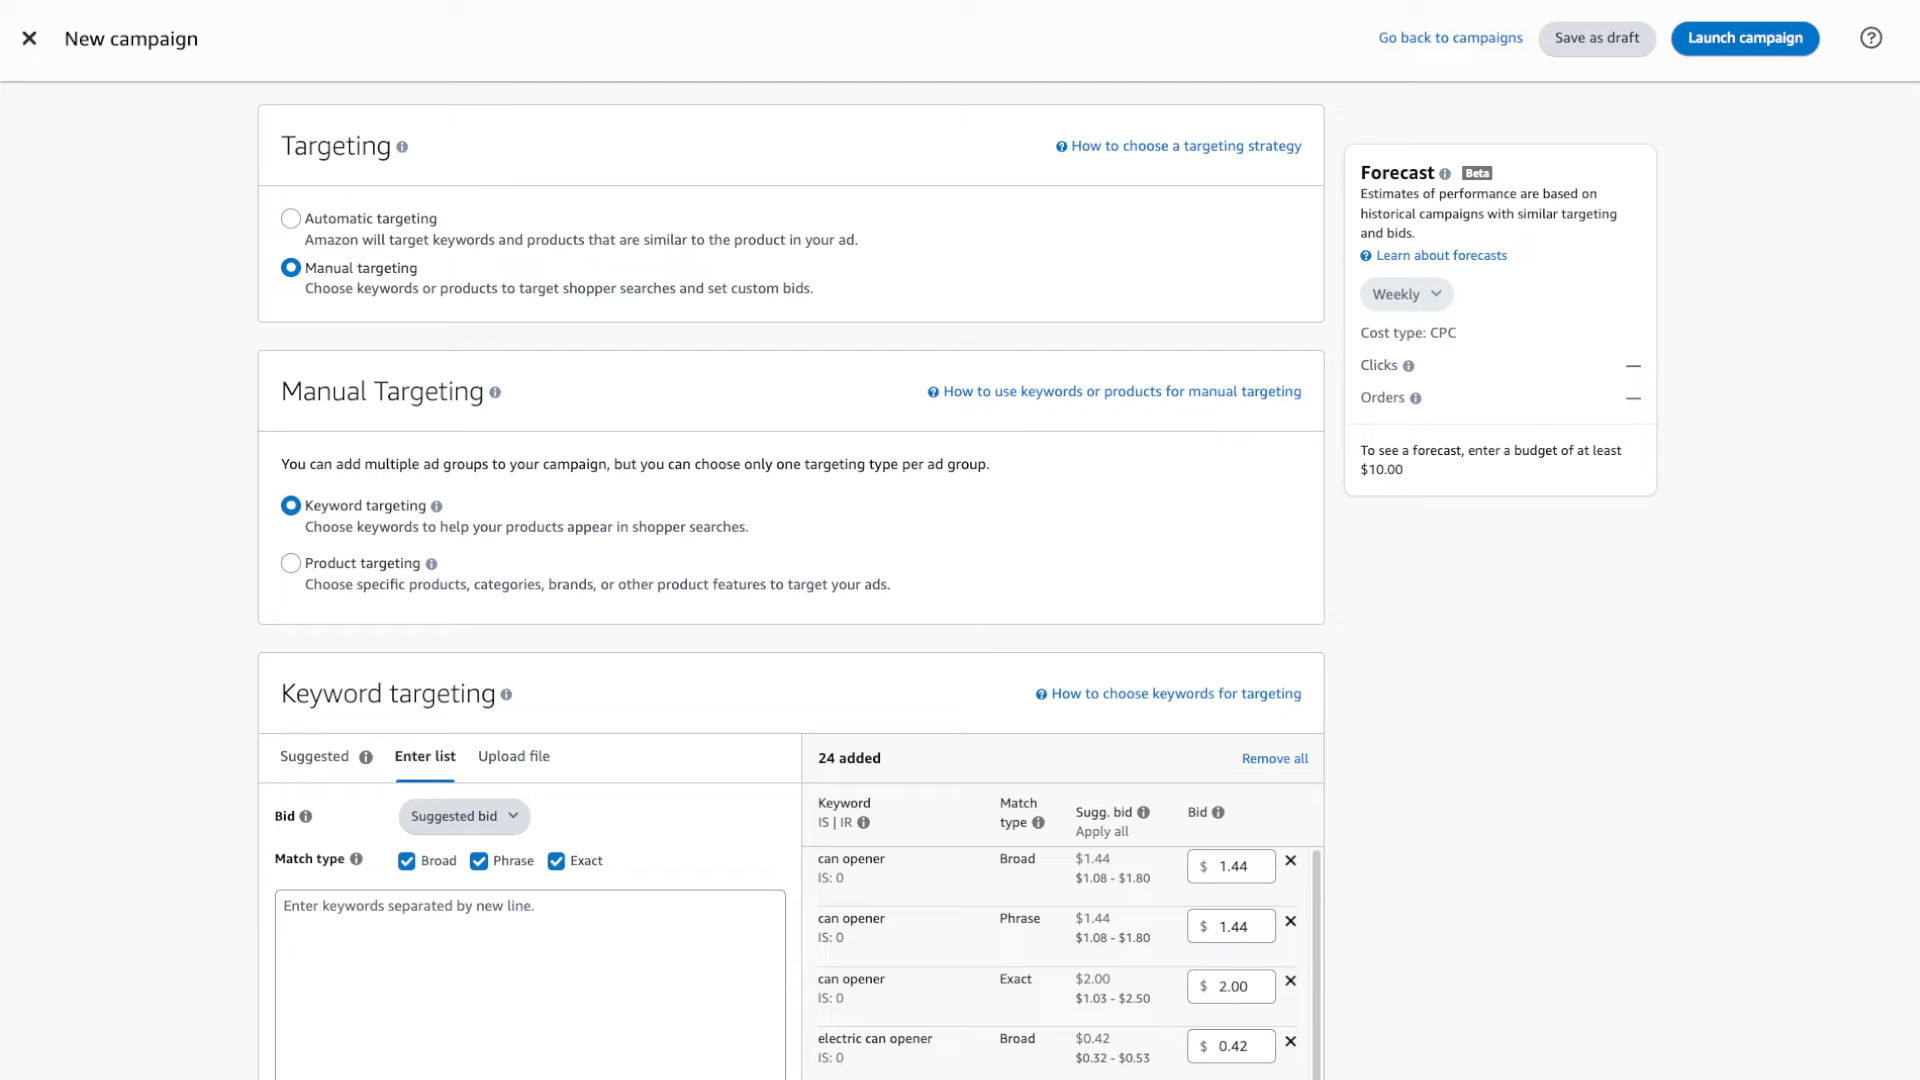 New campaign
Go back to campaigns
Save as draft
Launch campaign
Targeting
How to choose a targeting strategy
Automatic targeting
Amazon will target keywords and products that are similar to the product in your ad.
Manual targeting
Choose keywords or products to target shopper searches and set custom bids.
Manual Targeting
How to use keywords or products for manual targeting
You can add multiple ad groups to your campaign, but you can choose only one targeting type per ad group.
Keyword targeting
Choose keywords to help your products appear in shopper searches.
Product targeting
Choose specific products, categories, brands, or other product features to target your ads.
Keyword targeting
How to choose keywords for targeting
Suggested Enter list Upload file
Bid Suggested bid
Match type Broad Phrase Exact
Enter keywords separated by new line.
24 added Remove all
Keyword Match
IS | IR type Sugg. bid Bid
Apply all
can opener Broad $1.44 $ 1.44
IS: 0 $1.08 - $1.80
can opener Phrase $1.44 $ 1.44
IS: 0 $1.08 - $1.80
can opener Exact $2.00 $ 2.00
IS: 0 $1.03 - $2.50
electric can opener Broad $0.42 $ 0.42
IS: 0 $0.32 - $0.53
Forecast Beta
Estimates of performance are based on
historical campaigns with similar targeting
and bids.
Learn about forecasts
Weekly
Cost type: CPC
Clicks —
Orders —
To see a forecast, enter a budget of at least
$10.00